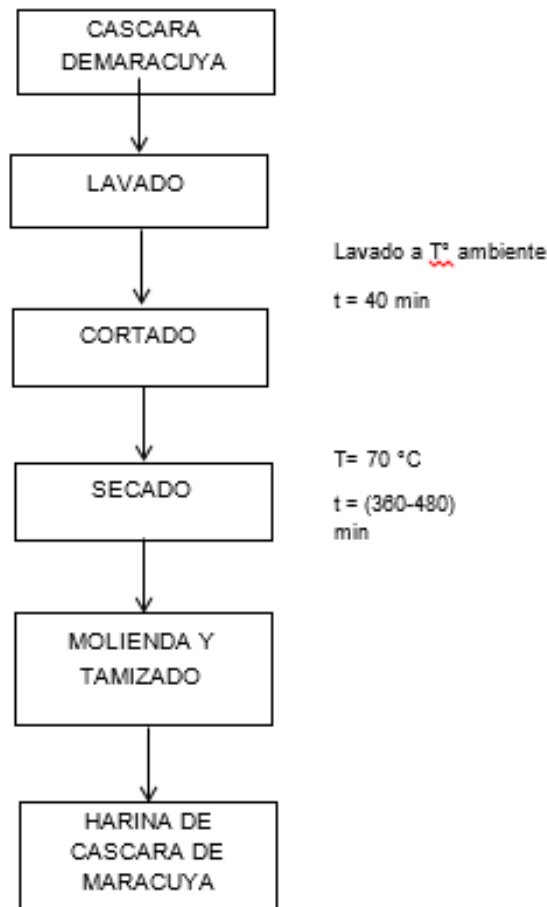 CASCARA
DEMARACUYA
LAVADO
Lavado a Tº ambiente
t = 40 min
CORTADO
T= 70 °C
SECADO
t = (360-480)
min
MOLIENDA Y
TAMIZADO
HARINA DE
CASCARA DE
MARACUYA